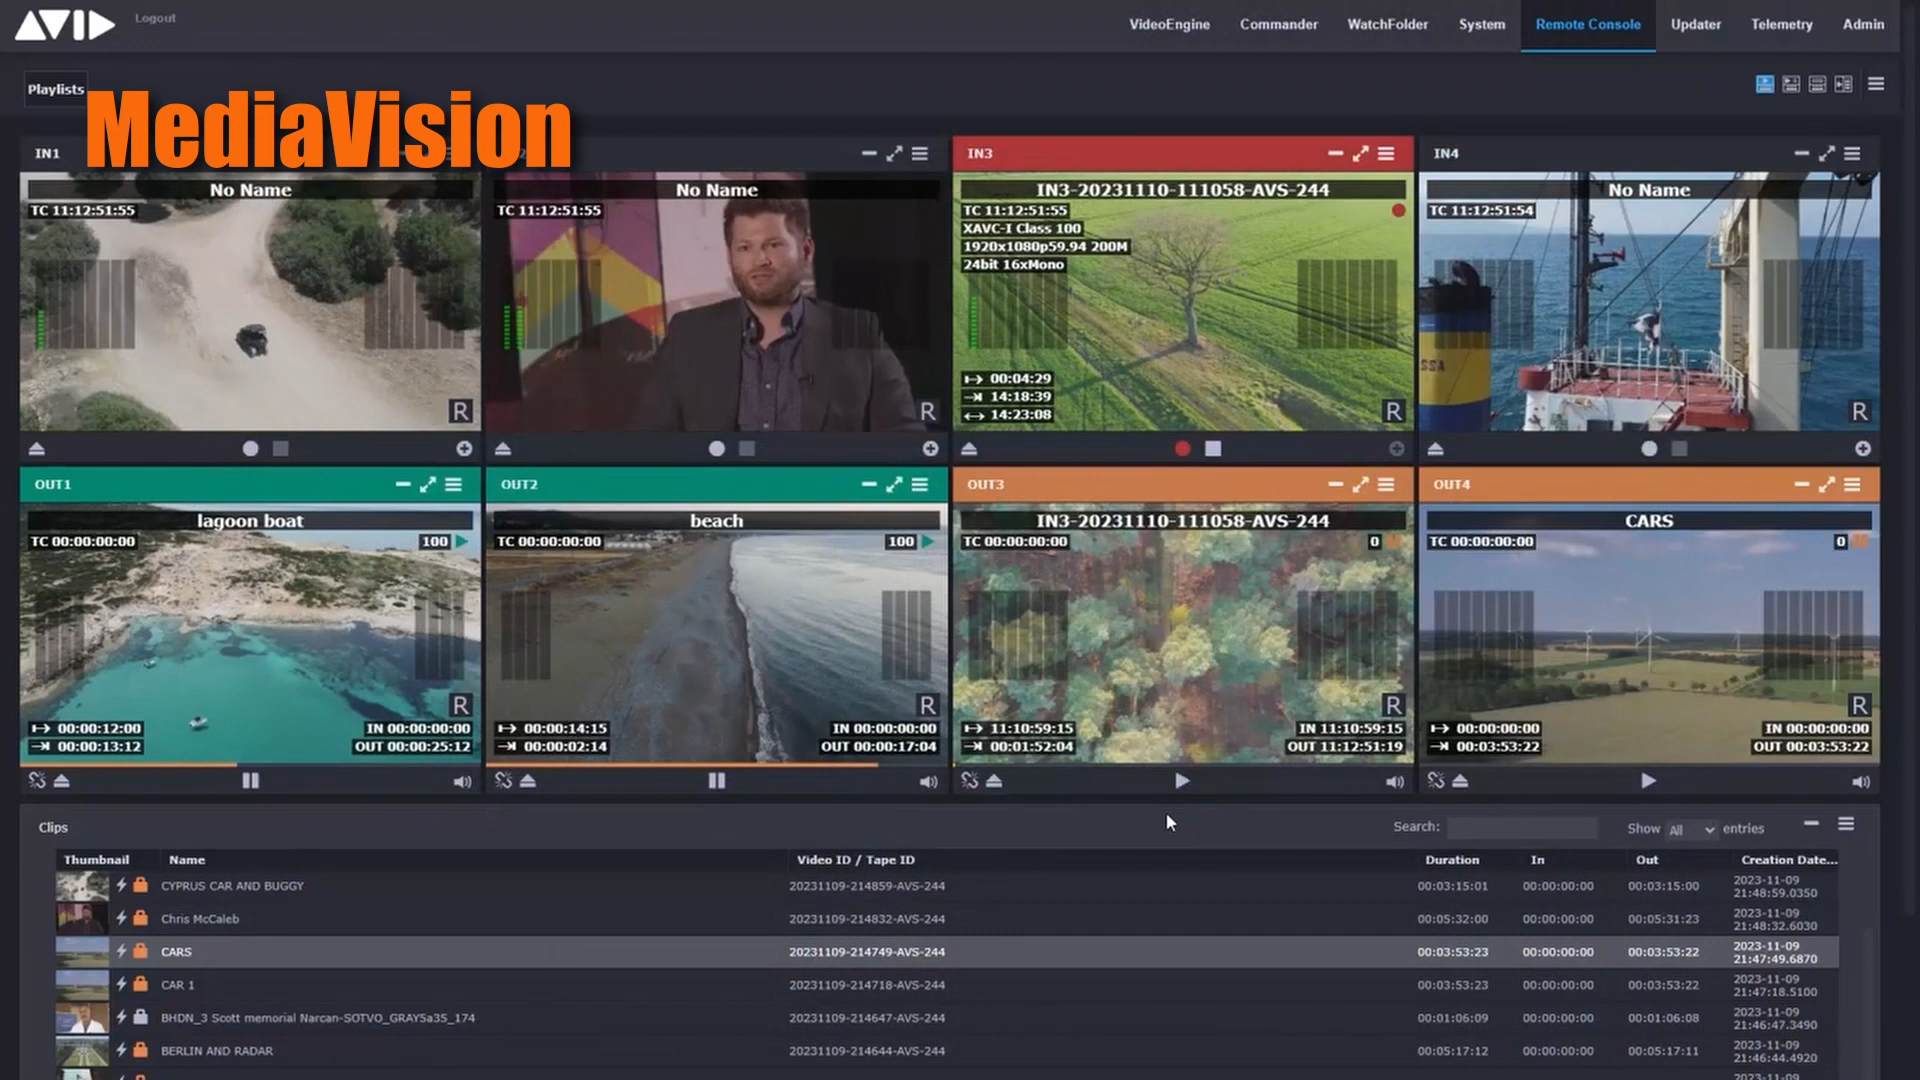 AVID
Logout
VideoEngine
Commander
WatchFolder
System
Remote Console
Updater
Telemetry
Admin
Playlists
MediaVision
IN1
No Name
TC 11:12:51:55
R
No Name
TC 11:12:51:55
R
IN3
IN3-20231110-111058-AVS-244
TC 11:12:51:55
XAVC-I Class 100
1920x1080p59.94 200M
24bit 16xMono
00:04:29
14:18:39
14:23:08
R
IN4
No Name
TC 11:12:51:54
SSA
R
OUT1
lagoon boat
TC 00:00:00:00 100
R
00:00:12:00 IN 00:00:00:00
00:00:13:12 OUT 00:00:25:12
OUT2
beach
TC 00:00:00:00 100
R
00:00:14:15 IN 00:00:00:00
00:00:02:14 OUT 00:00:17:04
OUT3
IN3-20231110-111058-AVS-244
TC 00:00:00:00 0
R
11:10:59:15 IN 11:10:59:15
00:01:52:04 OUT 11:12:51:19
OUT4
CARS
TC 00:00:00:00 0
R
00:00:00:00 IN 00:00:00:00
00:03:53:22 OUT 00:03:53:22
Clips
Search:
Show All entries
Thumbnail Name Video ID / Tape ID Duration In Out Creation Date...
CYPRUS CAR AND BUGGY 20231109-214859-AVS-244 00:03:15:01 00:00:00:00 00:03:15:00 2023-11-09
21:48:59.0350
Chris McCaleb 20231109-214832-AVS-244 00:05:32:00 00:00:00:00 00:05:31:23 2023-11-09
21:48:32.6030
CARS 20231109-214749-AVS-244 00:03:53:23 00:00:00:00 00:03:53:22 2023-11-09
21:47:49.6870
CAR 1 20231109-214718-AVS-244 00:03:53:23 00:00:00:00 00:03:53:22 2023-11-09
21:47:18.5100
BHDN_3 Scott memorial Narcan-SOTVO_GRAY5a35_174 20231109-214647-AVS-244 00:01:06:09 00:00:00:00 00:01:06:08 2023-11-09
21:46:47.3490
BERLIN AND RADAR 20231109-214644-AVS-244 00:05:17:12 00:00:00:00 00:05:17:11 2023-11-09
21:46:44.4920
2023-11-09